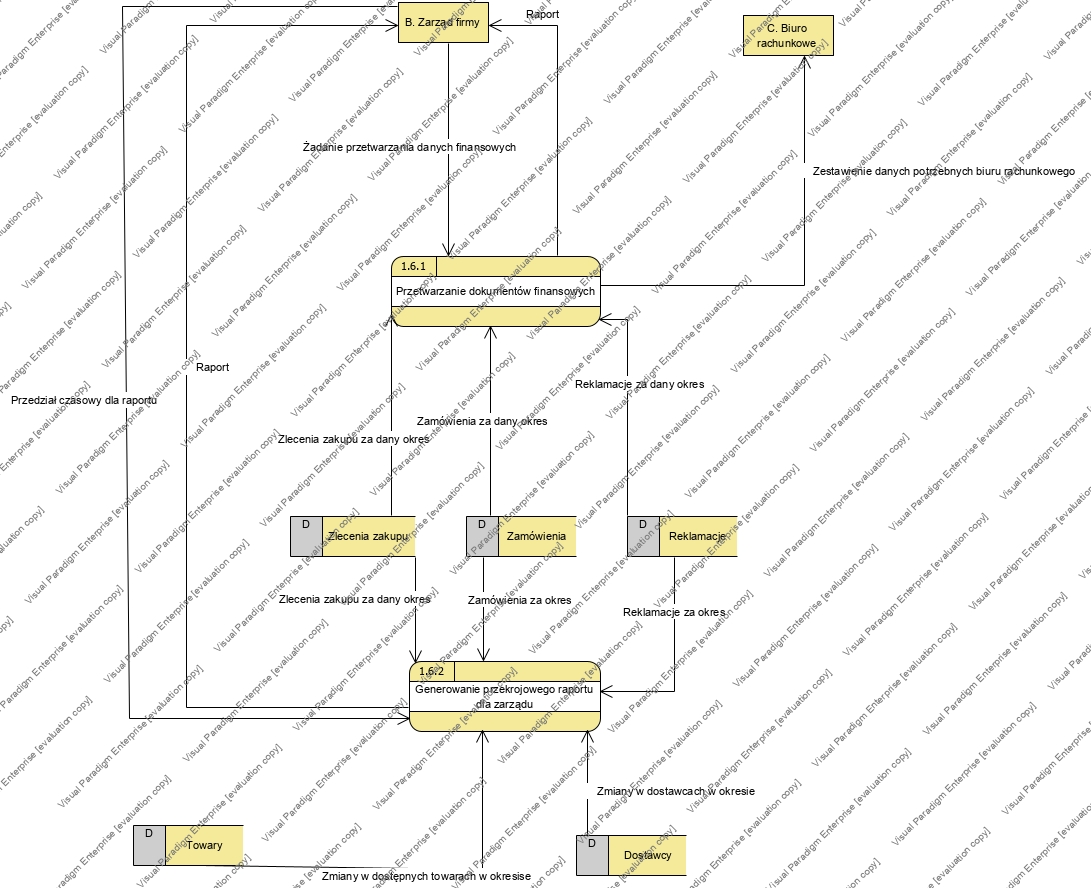 B. Zarząd firmy
Raport
C. Biuro
rachunkowe
Żądanie przetwarzania danych finansowych
Zestawienie danych potrzebnych biuru rachunkowego
1.6.1
Przetwarzanie dokumentów finansowych
Raport
Przedział czasowy dla raportu
Reklamacje za dany okres
Zamówienia za dany okres
Zlecenia zakupu za dany okres
D
Zlecenia zakupu
D
Zamówienia
D
Reklamacje
Zlecenia zakupu za dany okres
Zamówienia za okres
Reklamacje za okres
1.6.2
Generowanie przekrojowego raportu
dla zarządu
Zmiany w dostawcach w okresie
D
Towary
D
Dostawcy
Zmiany w dostępnych towarach w okresise
Visual Paradigm Enterprise [evaluation copy]